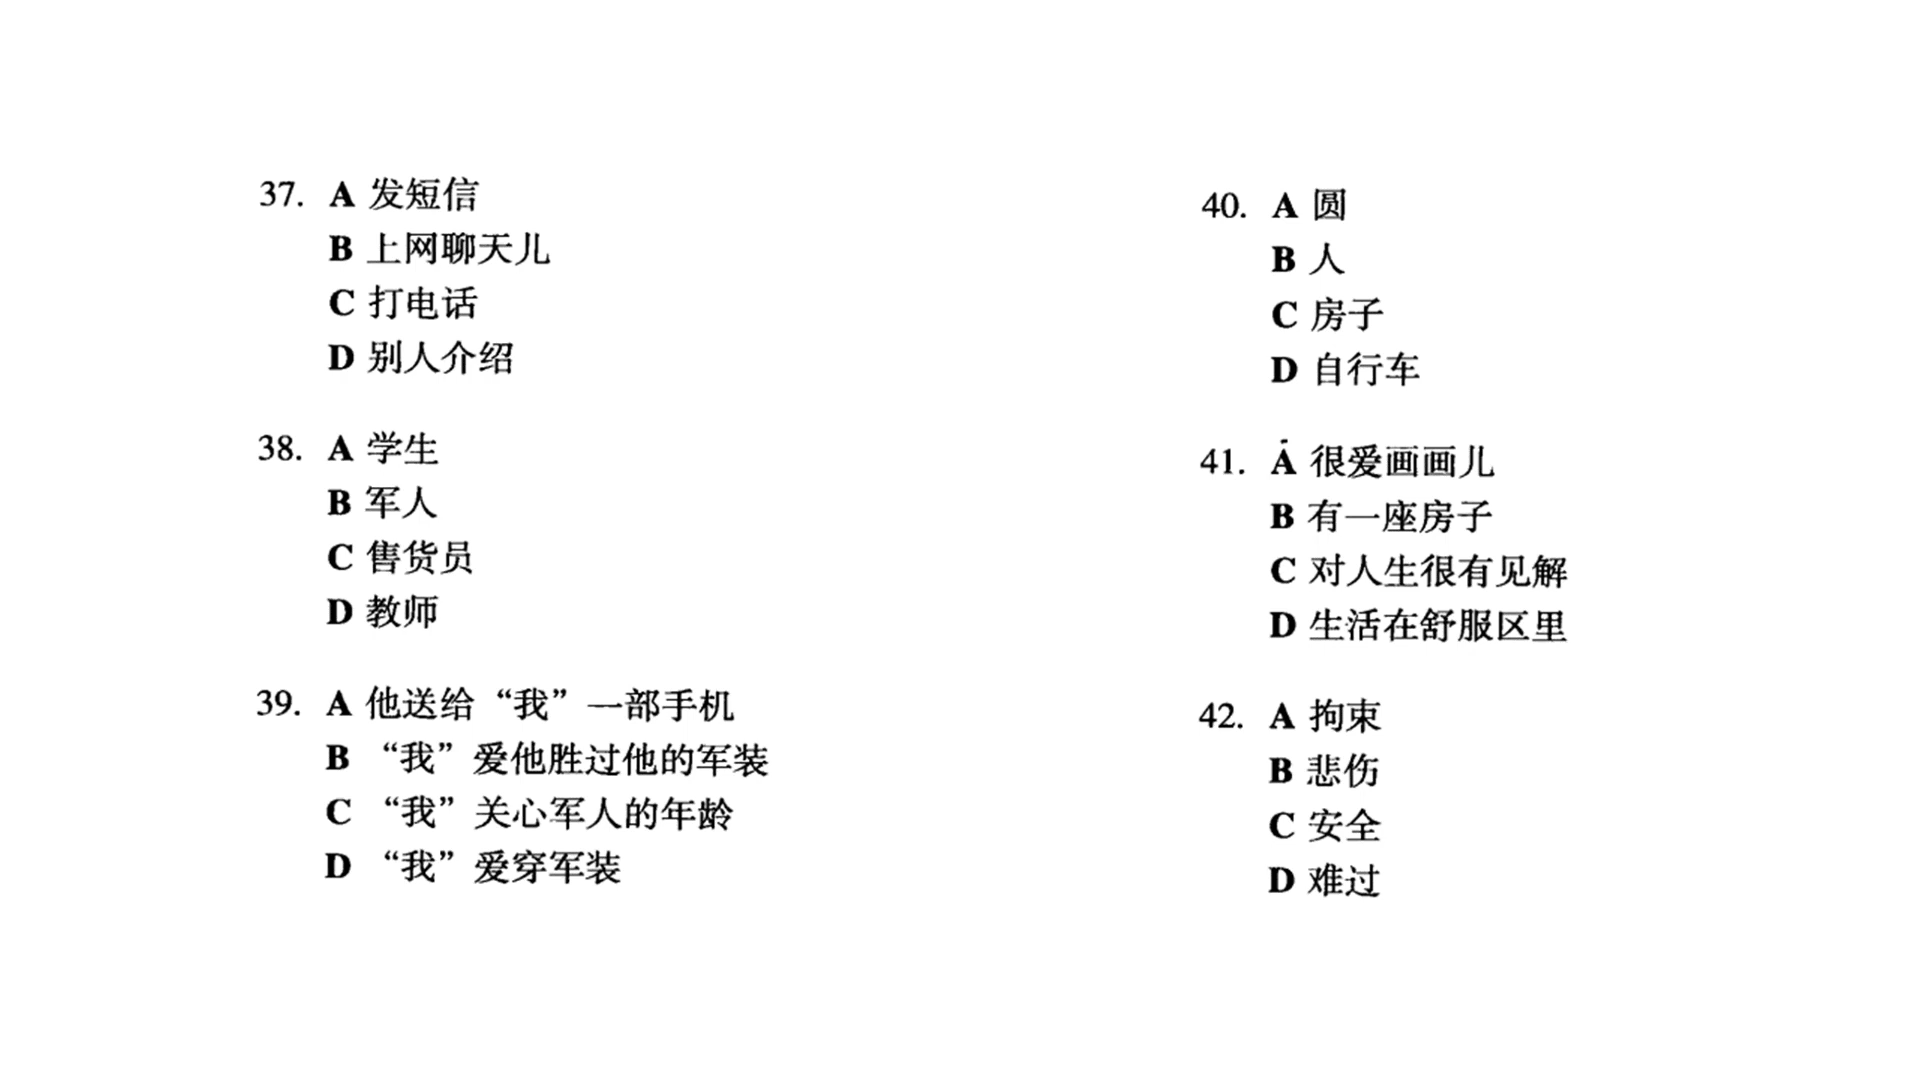 37. A 发短信
B 上网聊天儿
C 打电话
D 别人介绍
38. A 学生
B 军人
C 售货员
D 教师
39. A 他送给“我”一部手机
B “我”爱他胜过他的军装
C “我”关心军人的年龄
D “我”爱穿军装
40. A 圆
B 人
C 房子
D 自行车
41. A 很爱画画儿
B 有一座房子
C 对人生很有见解
D 生活在舒服区里
42. A 拘束
B 悲伤
C 安全
D 难过